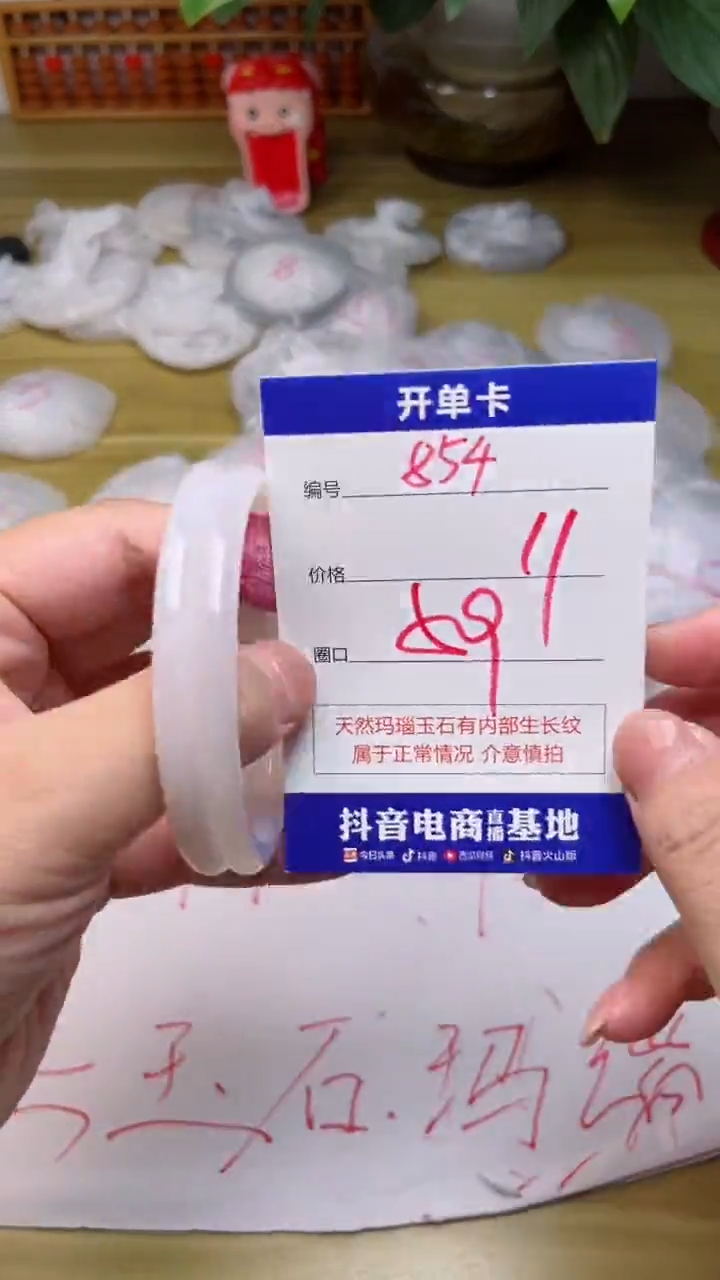 8
开单卡
编号 854
价格
圈口
天然玛瑙玉石有内部生长纹
属于正常情况 介意慎拍
抖音电商直播基地
今日头条 抖音 西瓜视频 抖音火山版
玉石.玛瑙